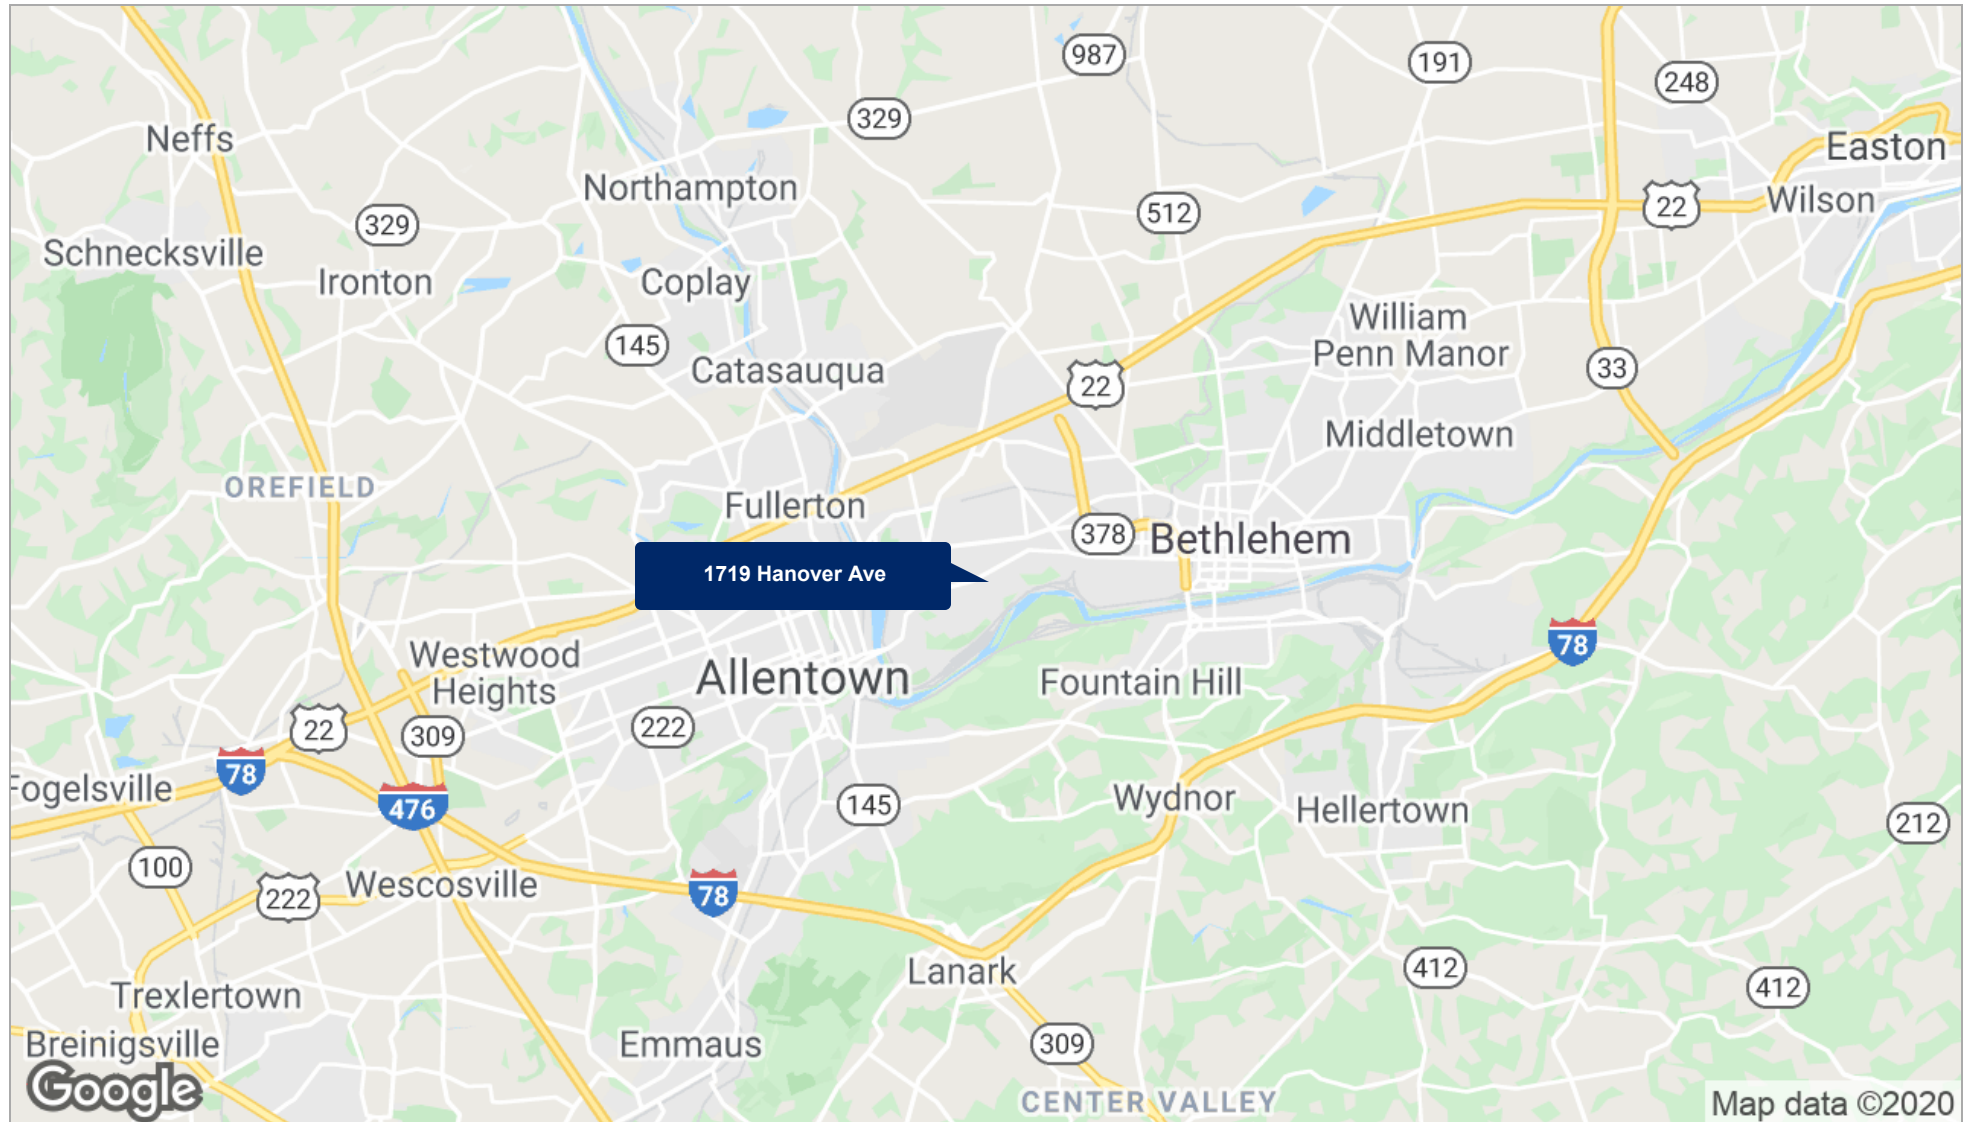 987
191
248
329
Neffs
Easton
Northampton
Wilson
22
512
329
Schnecksville
Ironton
Coplay
William
Penn Manor
145
Catasauqua
33
22
Middletown
OREFIELD
Fullerton
378
Bethlehem
1719 Hanover Ave
78
Westwood
Heights
Allentown
Fountain Hill
22
309
222
78
Fogelsville
476
145
Wydnor
Hellertown
212
100
Wescosville
222
78
Lanark
412
412
Trexlertown
Breinigsville
Emmaus
309
Google
CENTER VALLEY
Map data ©2020